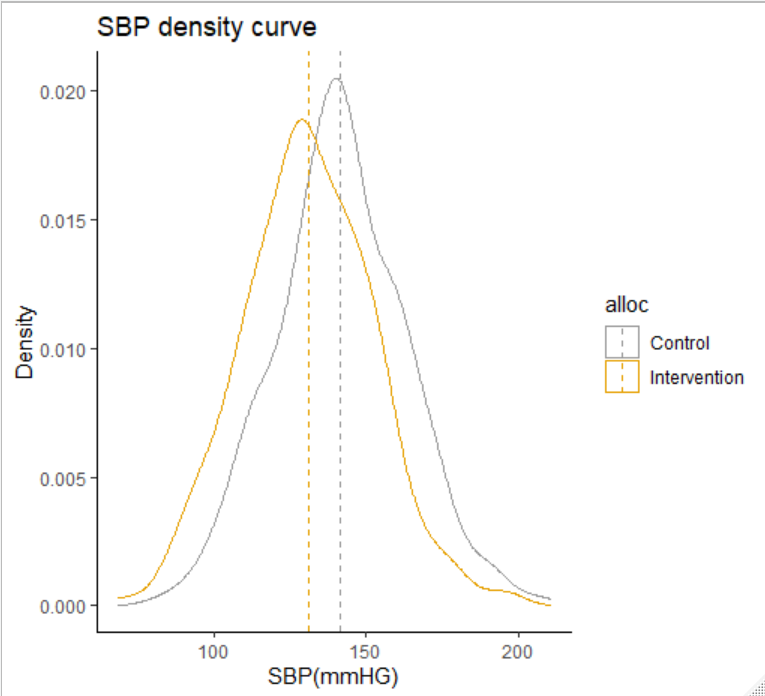 SBP density curve
0.020
0.015
0.010
0.005
0.000
Density
100 150 200
SBP(mmHG)
alloc
Control
Intervention